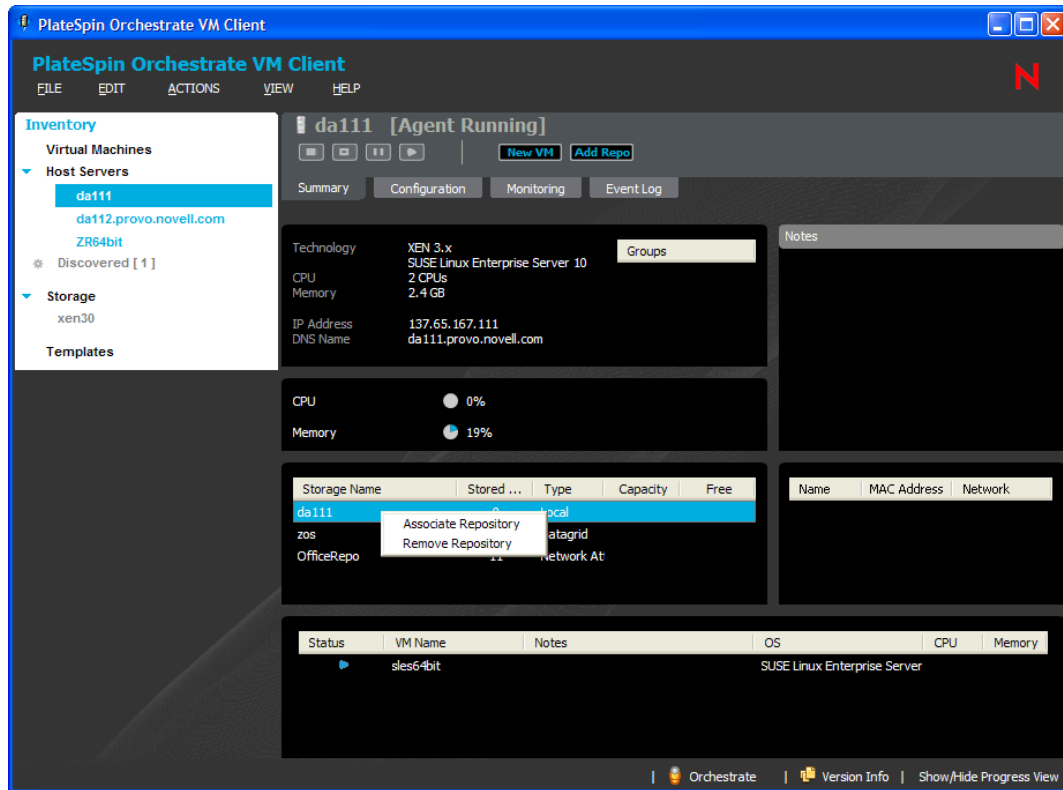 PlateSpin Orchestrate VM Client
PlateSpin Orchestrate VM Client
FILE EDIT ACTIONS VIEW HELP
N
Inventory
Virtual Machines
Host Servers
da111
da112.provo.novell.com
ZR64bit
Discovered [ 1 ]
Storage
xen30
Templates
da111 [Agent Running]
New VM Add Repo
Summary Configuration Monitoring Event Log
Technology XEN 3.x
SUSE Linux Enterprise Server 10
CPU 2 CPUs
Memory 2.4 GB
IP Address 137.65.167.111
DNS Name da111.provo.novell.com
Groups
Notes
CPU 0%
Memory 19%
Storage Name Stored ... Type Capacity Free
da111
zos
OfficeRepo 11 Network At
Associate Repository
Remove Repository
Name MAC Address Network
Status VM Name Notes OS CPU Memory
sles64bit SUSE Linux Enterprise Server
Orchestrate | Version Info | Show/Hide Progress View